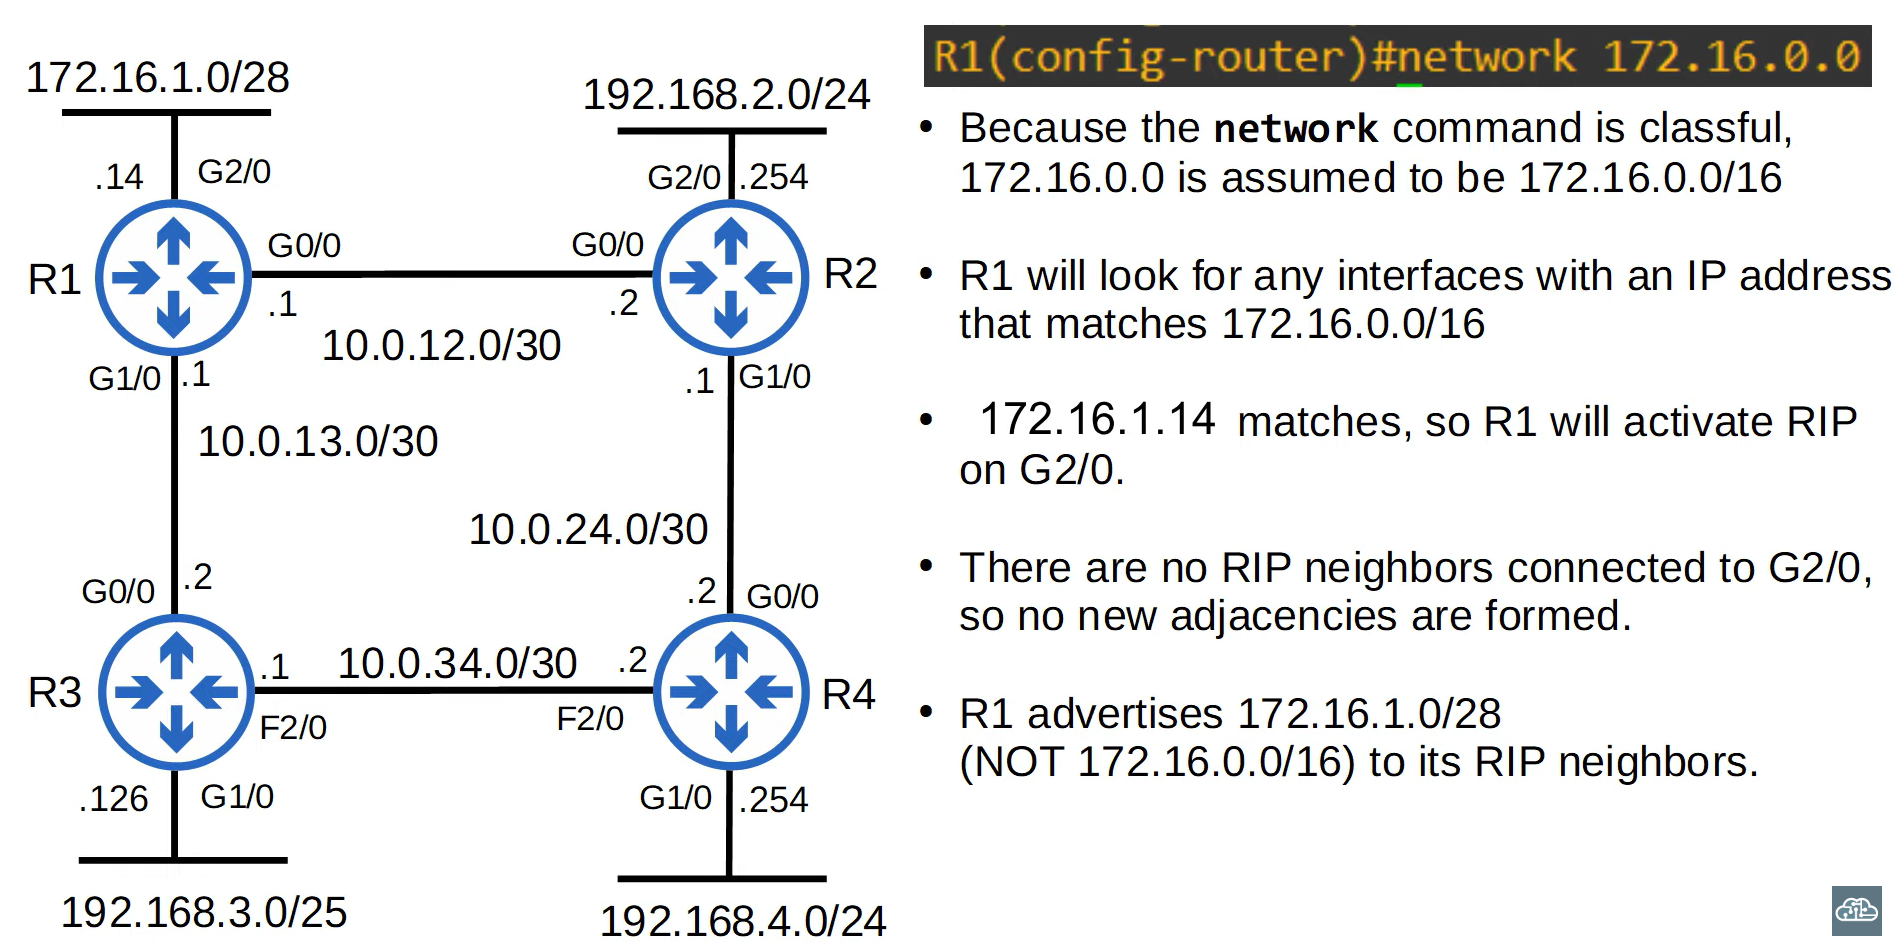 172.16.1.0/28
192.168.2.0/24
.14 G2/0
G2/0 .254
R1
G0/0
G0/0
R2
.1
.2
10.0.12.0/30
G1/0 .1
.1 G1/0
10.0.13.0/30
10.0.24.0/30
G0/0 .2
.2 G0/0
R3
.1
10.0.34.0/30
.2
R4
F2/0
F2/0
.126 G1/0
G1/0 .254
192.168.3.0/25
192.168.4.0/24
R1(config-router)#network 172.16.0.0
• Because the network command is classful,
172.16.0.0 is assumed to be 172.16.0.0/16
• R1 will look for any interfaces with an IP address
that matches 172.16.0.0/16
• 172.16.1.14 matches, so R1 will activate RIP
on G2/0.
• There are no RIP neighbors connected to G2/0,
so no new adjacencies are formed.
• R1 advertises 172.16.1.0/28
(NOT 172.16.0.0/16) to its RIP neighbors.